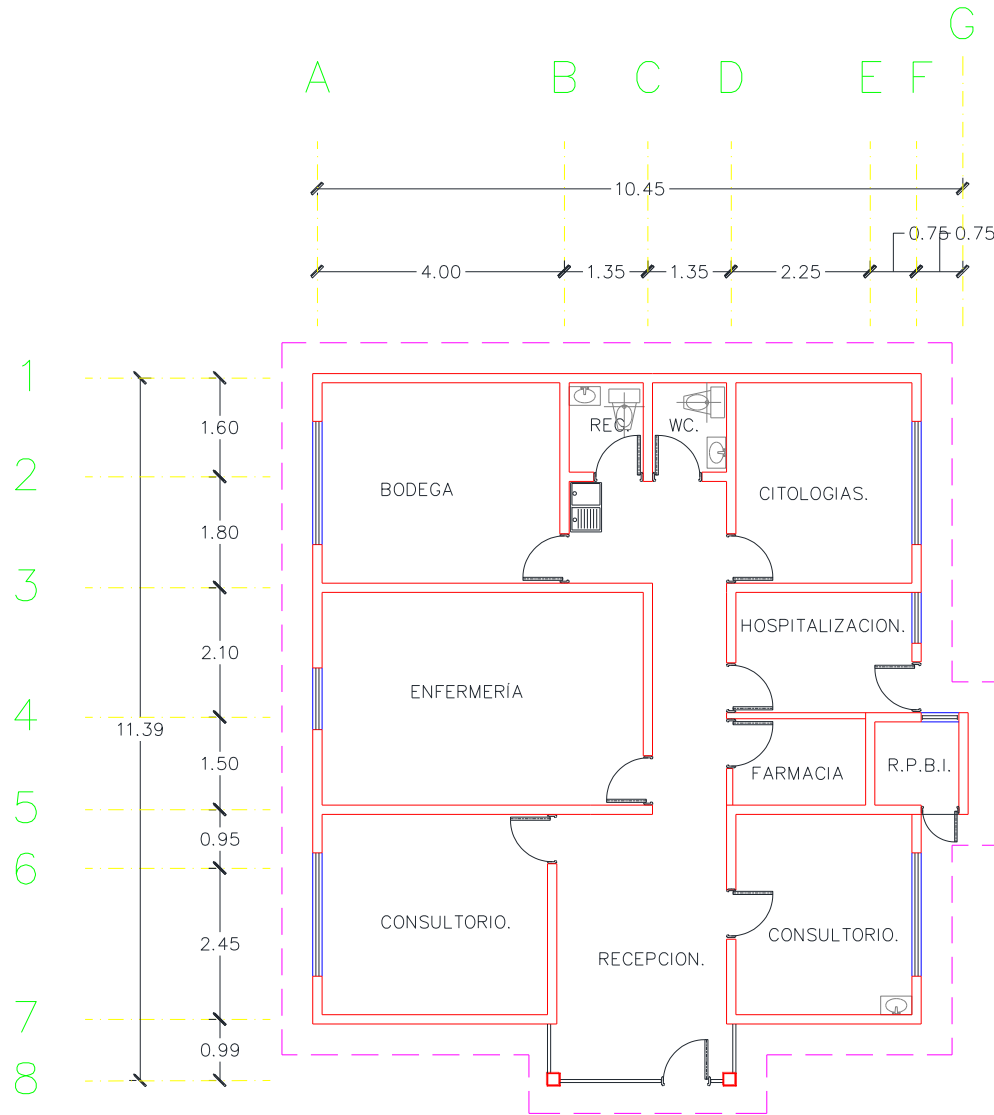 G
A B C D E F
10.45
0.75 0.75
4.00 1.35 1.35 2.25
1
1.60
REC. WC.
2
BODEGA CITOLOGIAS.
1.80
3
HOSPITALIZACION.
2.10
ENFERMERÍA
4
11.39
1.50
FARMACIA R.P.B.I.
5
0.95
6
CONSULTORIO. CONSULTORIO.
2.45
RECEPCION.
7
0.99
8